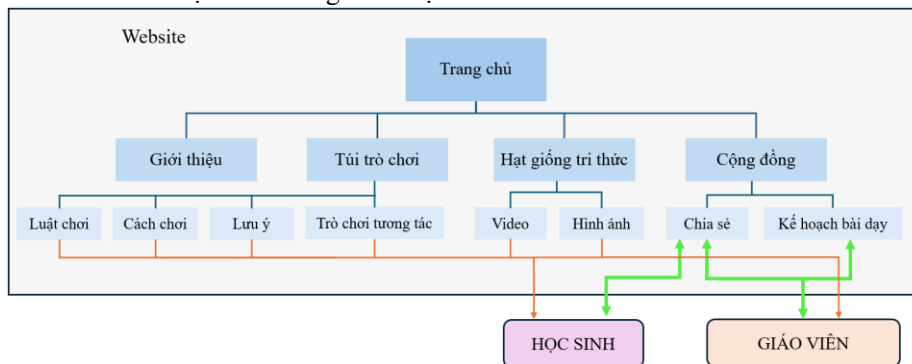 Website
Trang chủ
Giới thiệu
Túi trò chơi
Hạt giống tri thức
Cộng đồng
Luật chơi
Cách chơi
Lưu ý
Trò chơi tương tác
Video
Hình ảnh
Chia sẻ
Kế hoạch bài dạy
HỌC SINH
GIÁO VIÊN